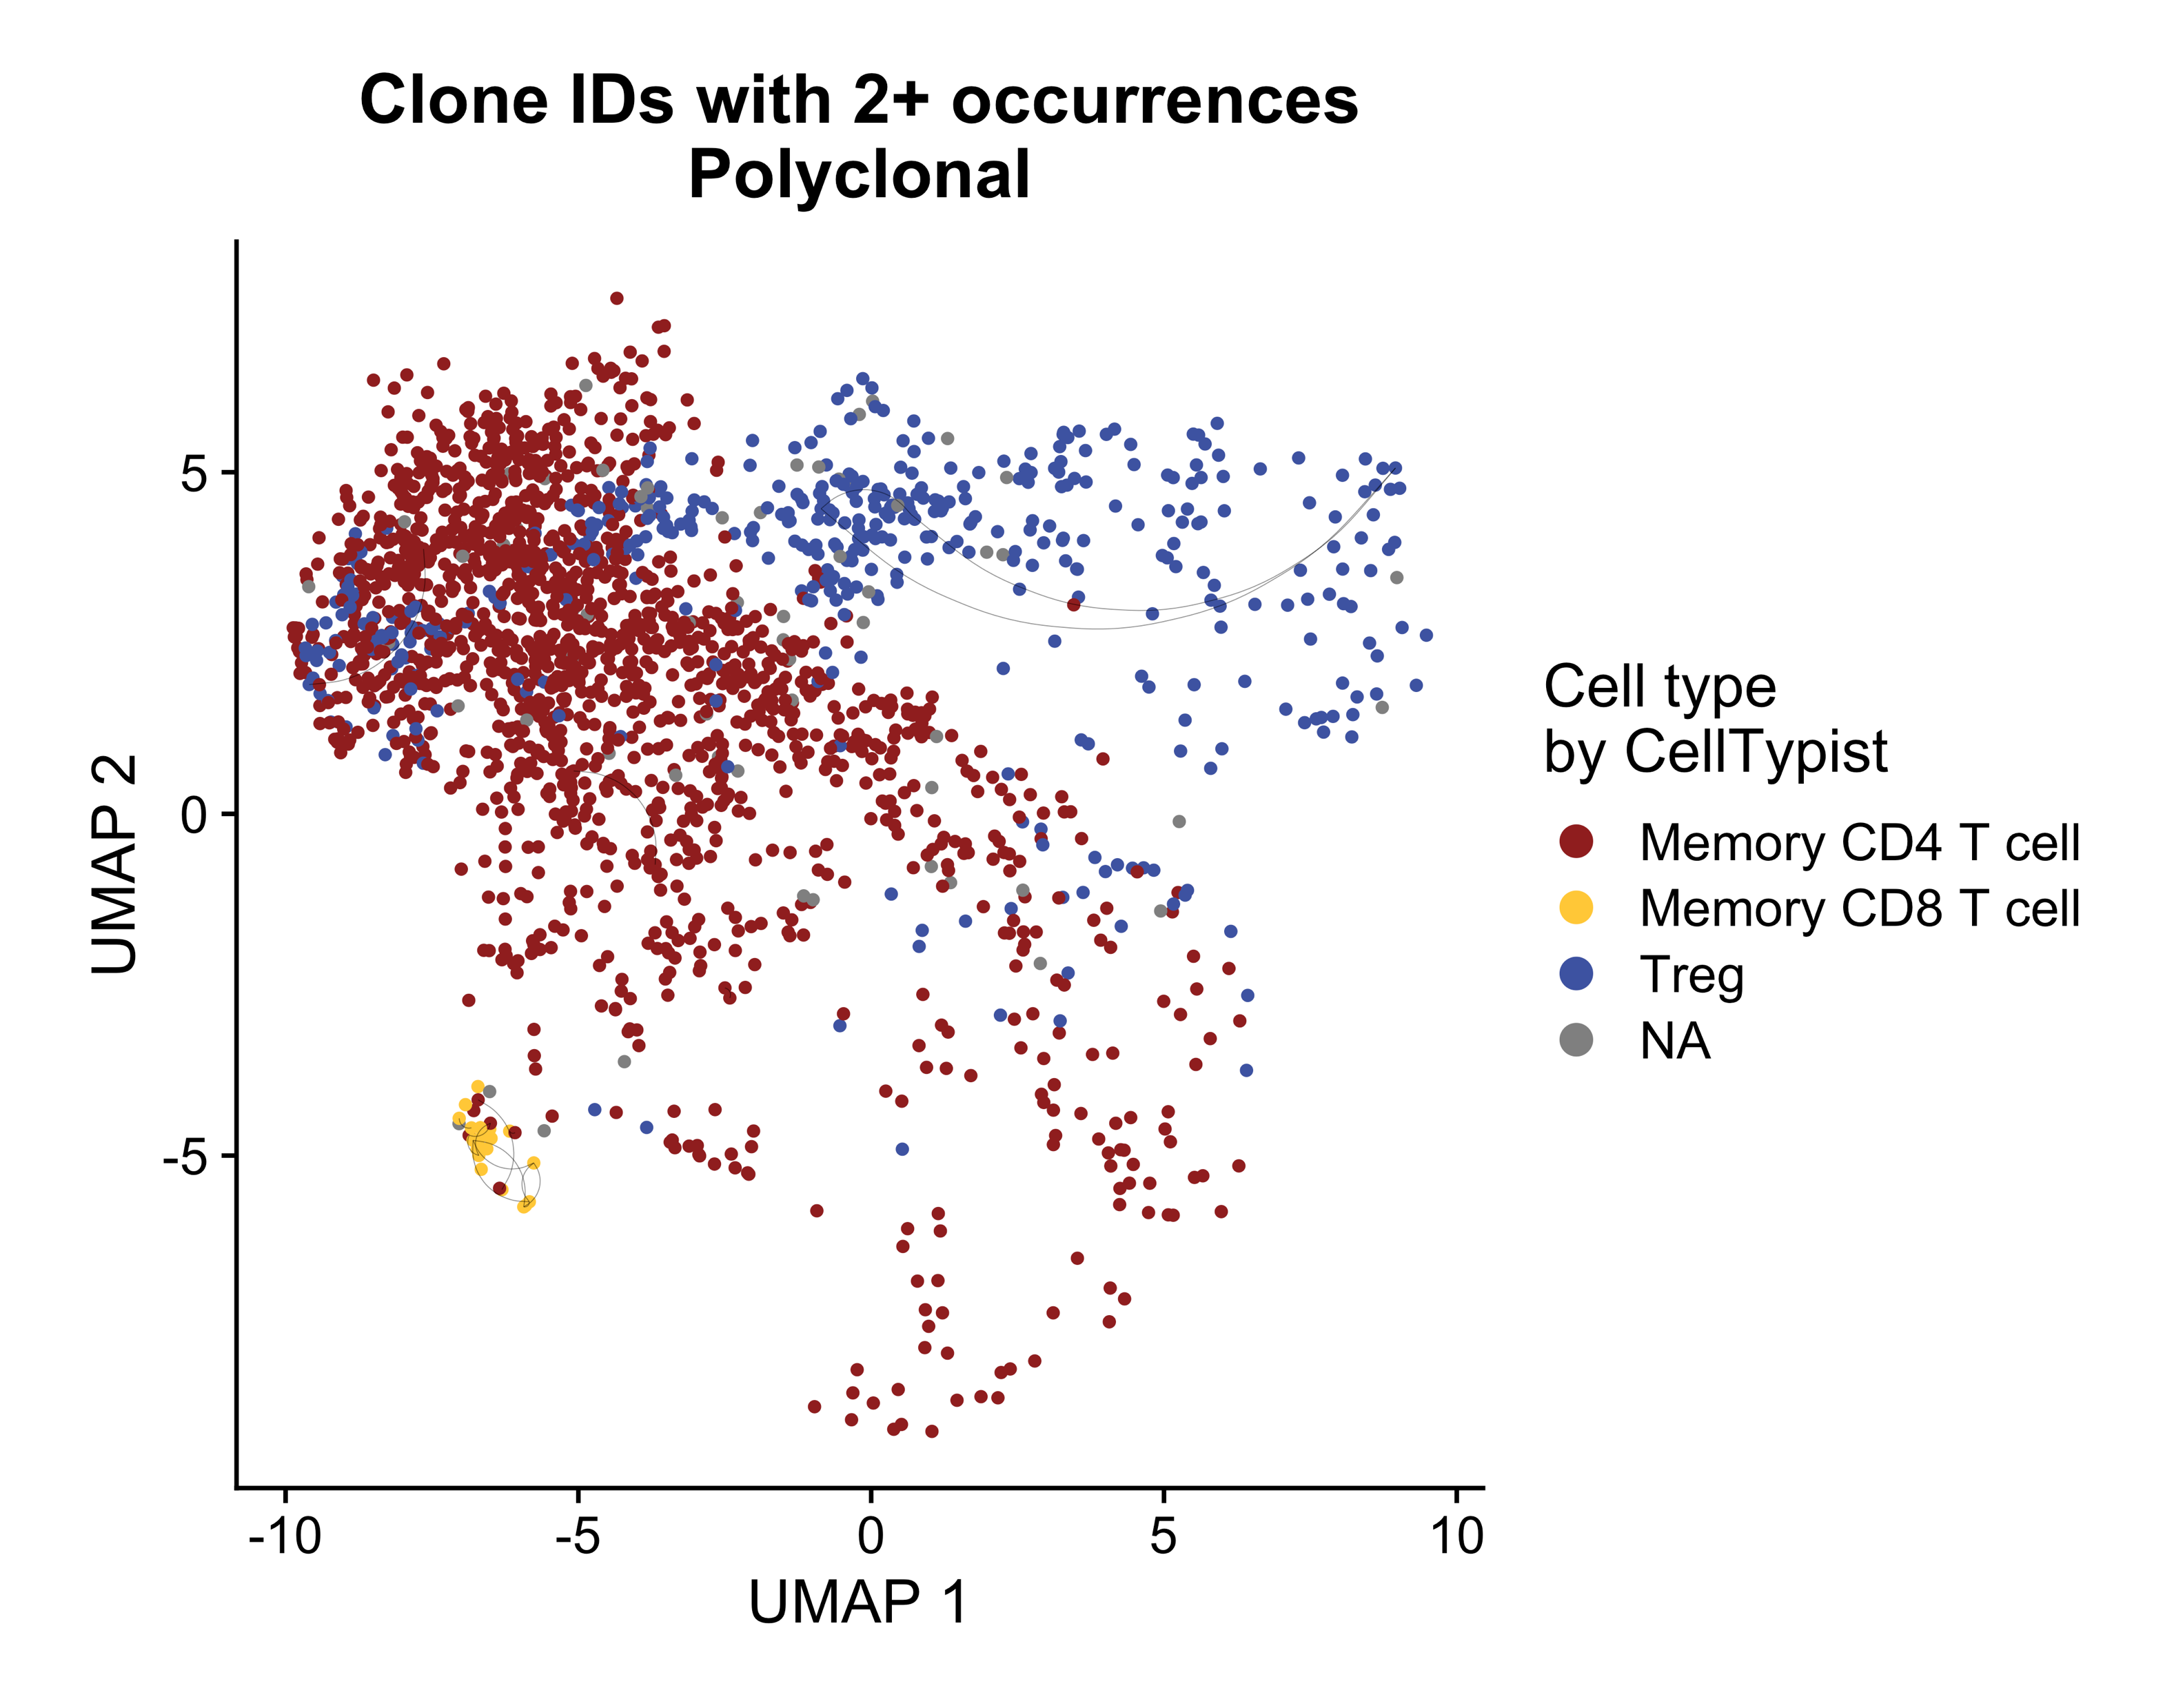 Clone IDs with 2+ occurrences
Polyclonal
5
0
-5
UMAP 2
-10
-5
0
5
10
UMAP 1
Cell type
by CellTypist
Memory CD4 T cell
Memory CD8 T cell
Treg
NA